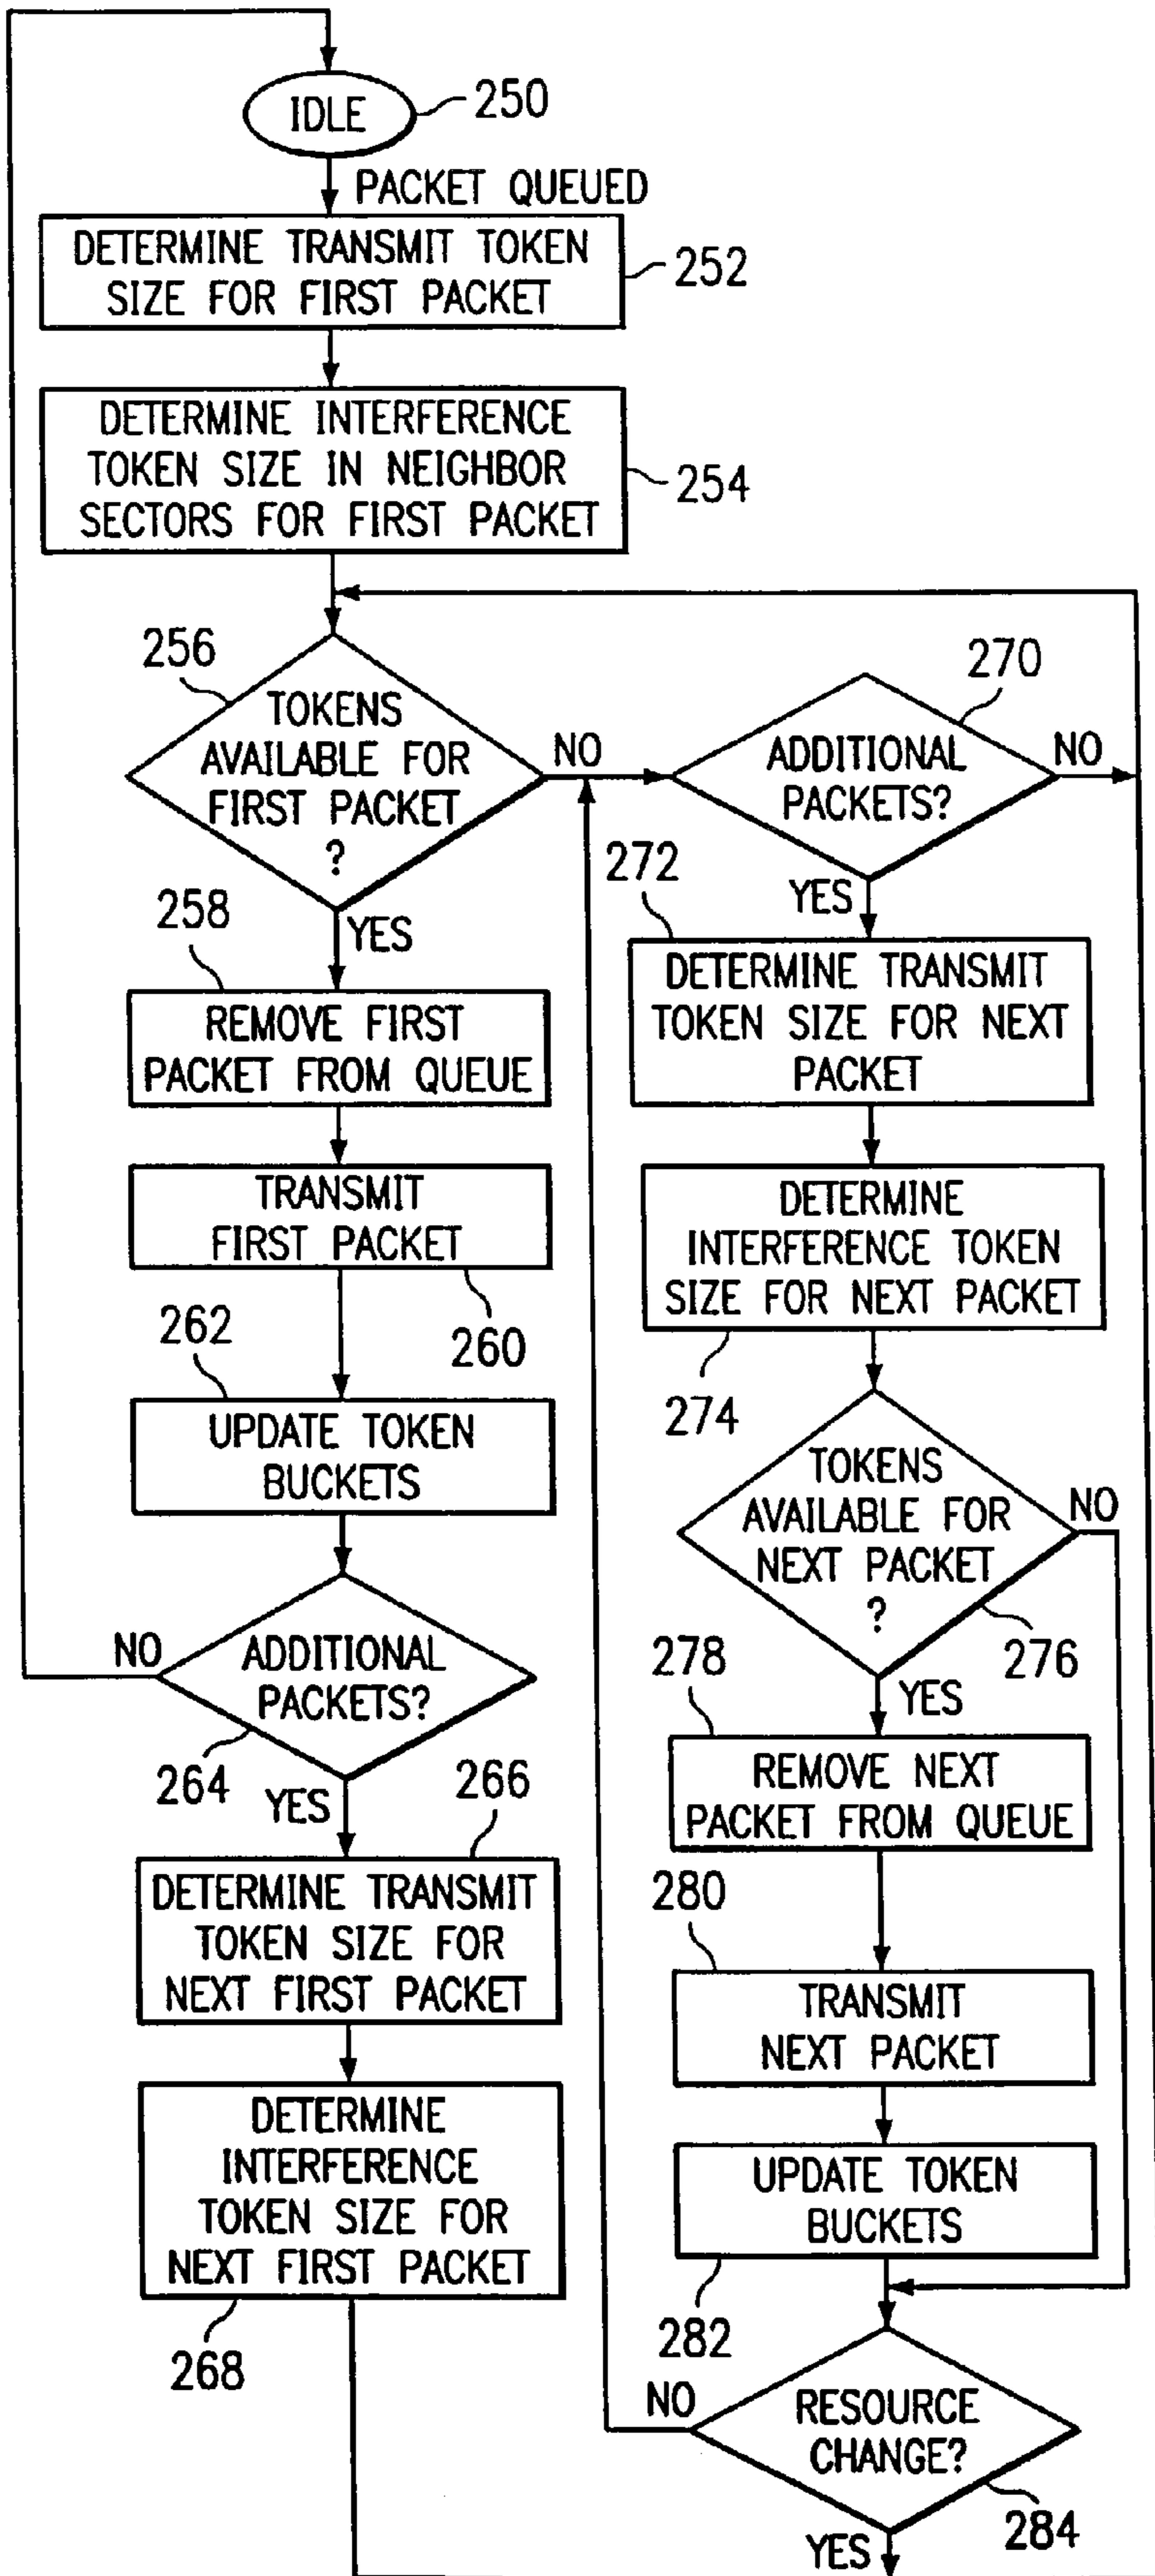 IDLE
250
PACKET QUEUED
DETERMINE TRANSMIT TOKEN
SIZE FOR FIRST PACKET
252
DETERMINE INTERFERENCE
TOKEN SIZE IN NEIGHBOR
SECTORS FOR FIRST PACKET
254
256
TOKENS
AVAILABLE FOR
FIRST PACKET
?
NO
YES
258
REMOVE FIRST
PACKET FROM QUEUE
TRANSMIT
FIRST PACKET
260
262
UPDATE TOKEN
BUCKETS
NO
ADDITIONAL
PACKETS?
264
YES
266
DETERMINE TRANSMIT
TOKEN SIZE FOR
NEXT FIRST PACKET
DETERMINE
INTERFERENCE
TOKEN SIZE FOR
NEXT FIRST PACKET
268
270
ADDITIONAL
PACKETS?
NO
YES
272
DETERMINE TRANSMIT
TOKEN SIZE FOR NEXT
PACKET
DETERMINE
INTERFERENCE TOKEN
SIZE FOR NEXT PACKET
274
TOKENS
AVAILABLE FOR
NEXT PACKET
?
NO
276
YES
278
REMOVE NEXT
PACKET FROM QUEUE
280
TRANSMIT
NEXT PACKET
UPDATE TOKEN
BUCKETS
282
NO
RESOURCE
CHANGE?
284
YES